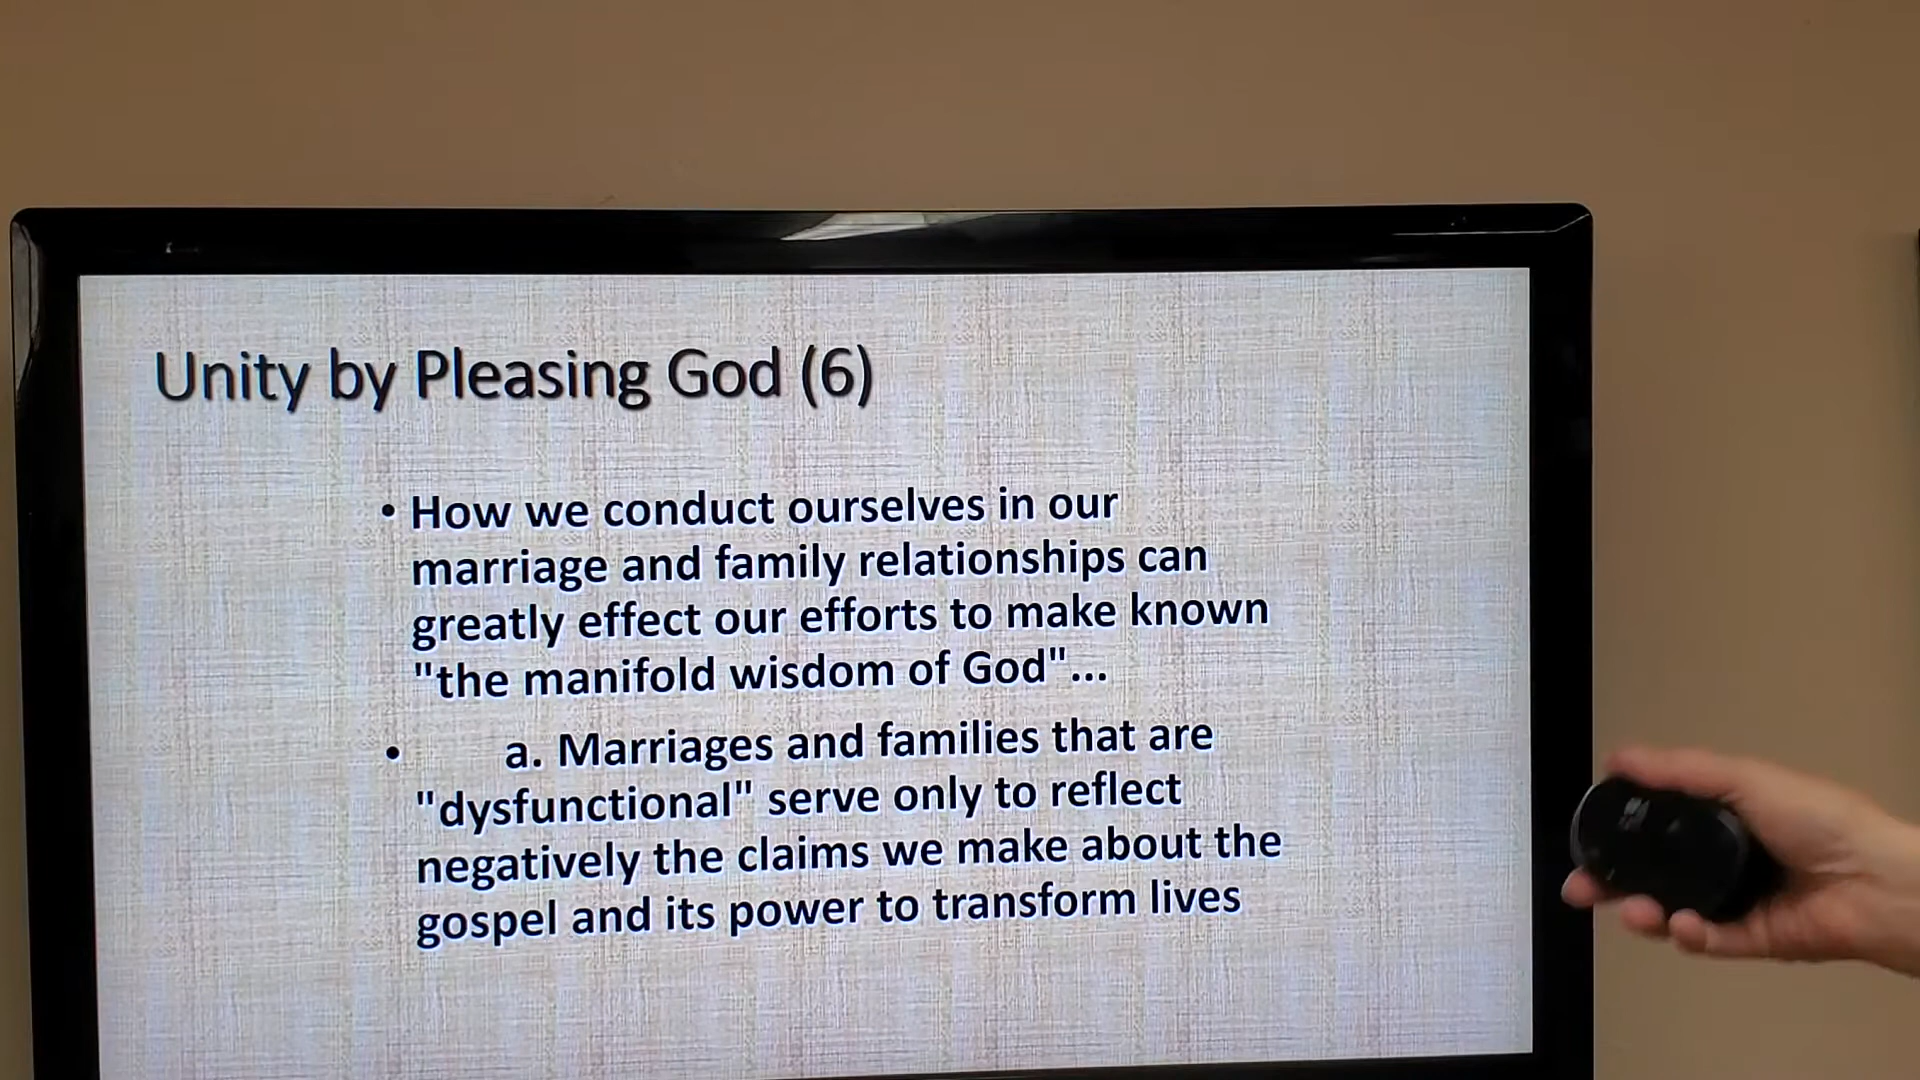 Unity by Pleasing God (6)
• How we conduct ourselves in our
marriage and family relationships can
greatly effect our efforts to make known
"the manifold wisdom of God"...
• a. Marriages and families that are
"dysfunctional" serve only to reflect
negatively the claims we make about the
gospel and its power to transform lives